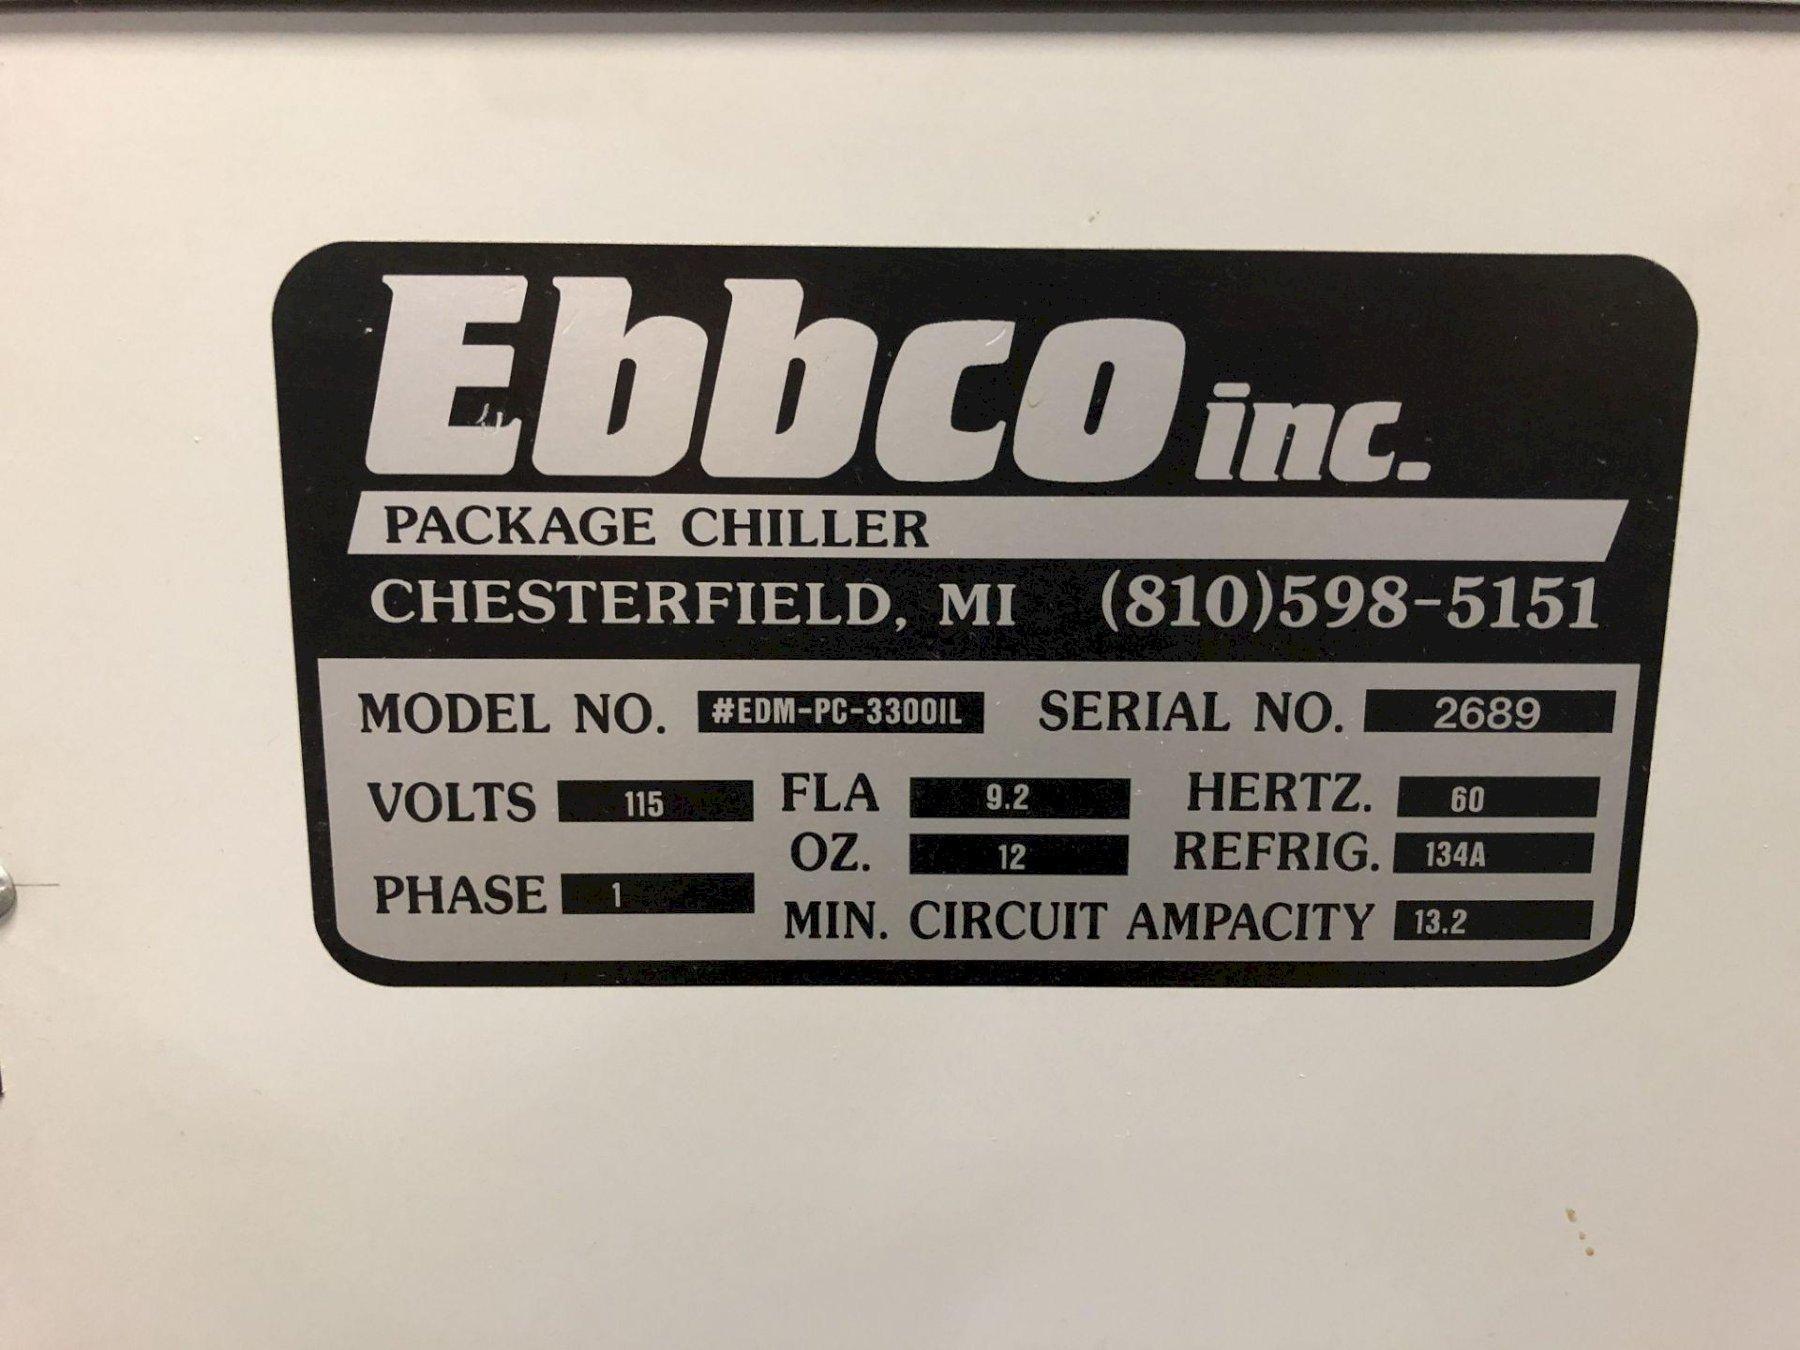 Ebbco inc.
PACKAGE CHILLER
CHESTERFIELD, MI (810)598-5151
MODEL NO. #EDM-PC-3300IL SERIAL NO. 2689
VOLTS 115 FLA 9.2 HERTZ. 60
OZ. 12 REFRIG. 134A
PHASE 1
MIN. CIRCUIT AMPACITY 13.2